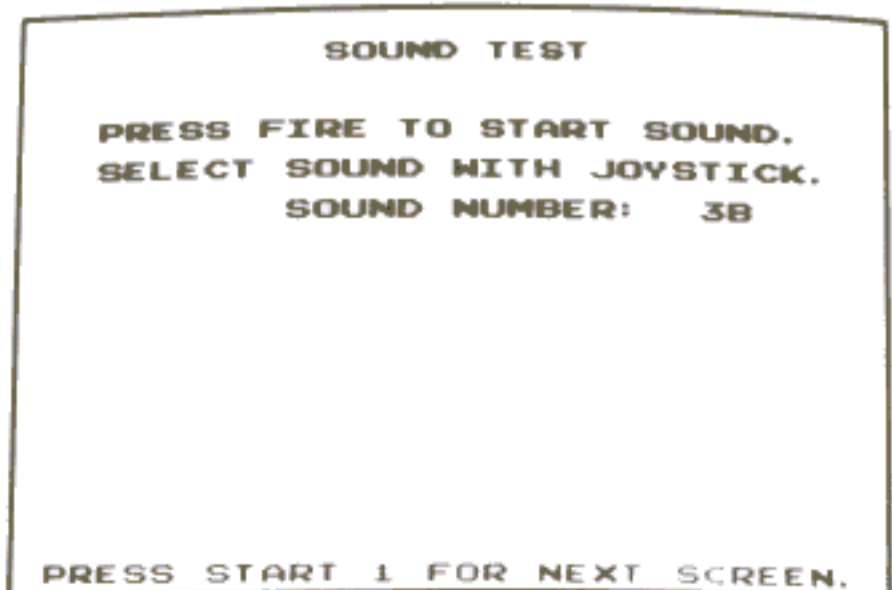 SOUND TEST
PRESS FIRE TO START SOUND.
SELECT SOUND WITH JOYSTICK.
SOUND NUMBER: 3B
PRESS START 1 FOR NEXT SCREEN.